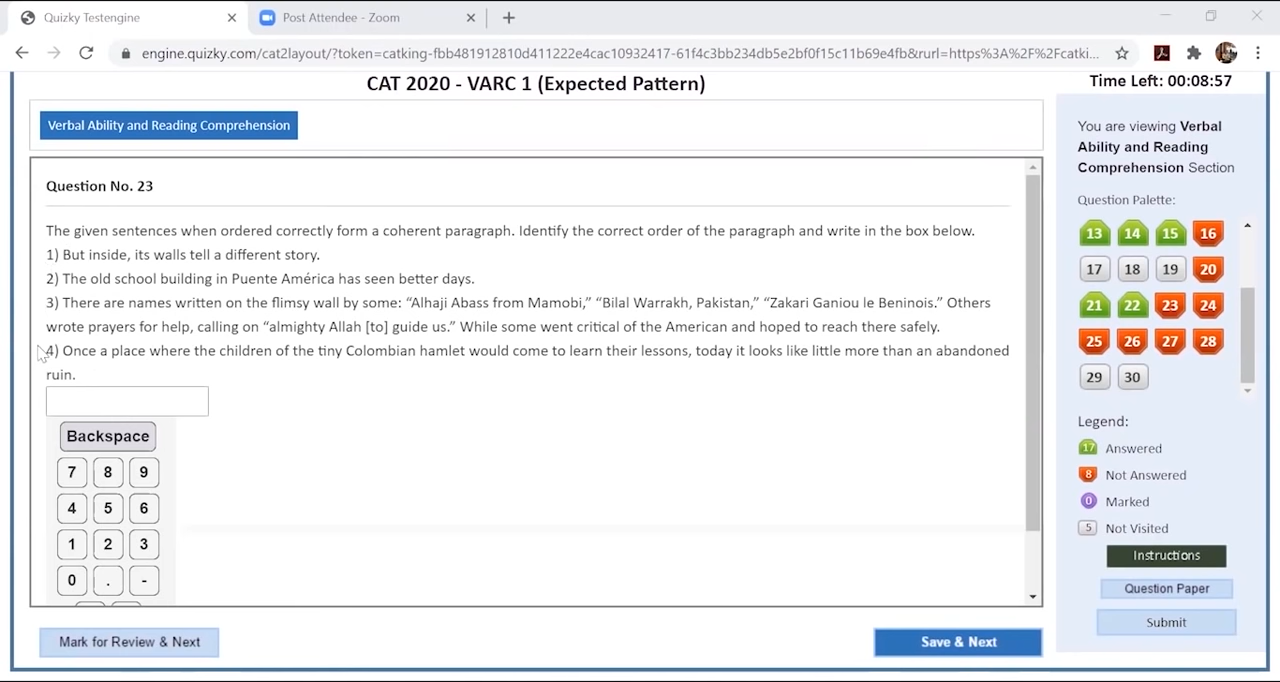 Quizky Testengine
Post Attendee - Zoom
engine.quizky.com/cat2layout/?token=catking-fbb481912810d411222e4cac10932417-61f4c3bb234db5e2bf0f15c11b69e4fb&rurl=https%3A%2F%2Fcatki...
CAT 2020 - VARC 1 (Expected Pattern)
Time Left: 00:08:57
Verbal Ability and Reading Comprehension
You are viewing Verbal
Ability and Reading
Comprehension Section
Question No. 23
Question Palette:
The given sentences when ordered correctly form a coherent paragraph. Identify the correct order of the paragraph and write in the box below.
1) But inside, its walls tell a different story.
2) The old school building in Puente América has seen better days.
3) There are names written on the flimsy wall by some: “Alhaji Abass from Mamobi,” “Bilal Warrakh, Pakistan,” “Zakari Ganiou le Beninois.” Others
wrote prayers for help, calling on “almighty Allah [to] guide us.” While some went critical of the American and hoped to reach there safely.
4) Once a place where the children of the tiny Colombian hamlet would come to learn their lessons, today it looks like little more than an abandoned
ruin.
Backspace
7 8 9
4 5 6
1 2 3
0 . -
13 14 15 16
17 18 19 20
21 22 23 24
25 26 27 28
29 30
Legend:
17 Answered
8 Not Answered
0 Marked
5 Not Visited
Instructions
Question Paper
Submit
Mark for Review & Next
Save & Next